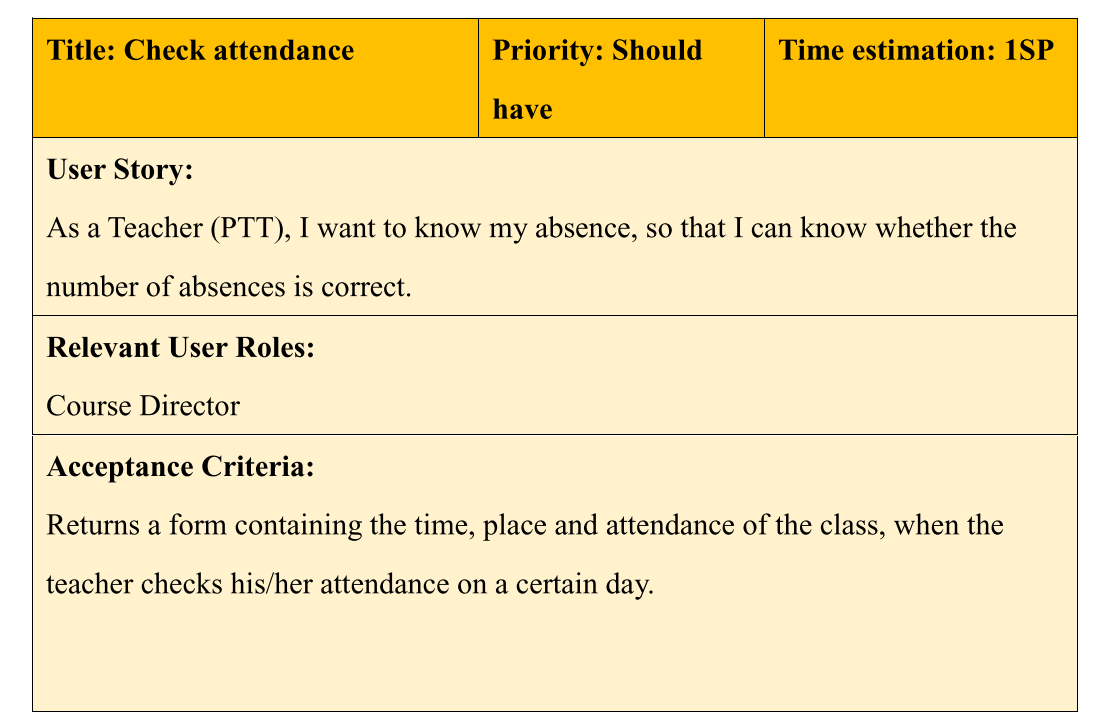 Title: Check attendance
Priority: Should
have
Time estimation: 1SP
User Story:
As a Teacher (PTT), I want to know my absence, so that I can know whether the
number of absences is correct.
Relevant User Roles:
Course Director
Acceptance Criteria:
Returns a form containing the time, place and attendance of the class, when the
teacher checks his/her attendance on a certain day.